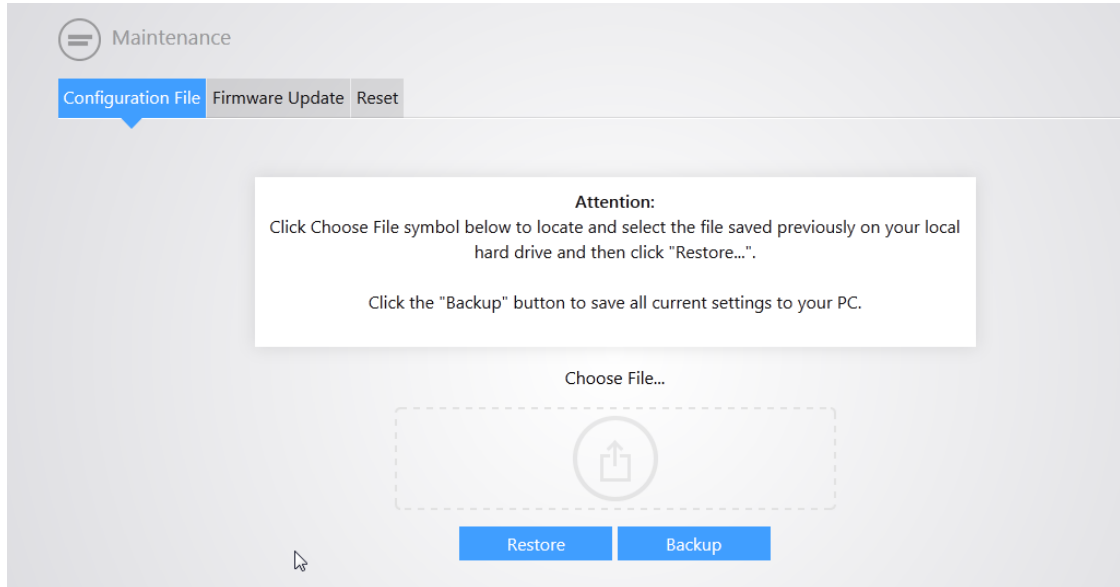 Maintenance
Configuration File Firmware Update Reset
Attention:
Click Choose File symbol below to locate and select the file saved previously on your local
hard drive and then click "Restore...".
Click the "Backup" button to save all current settings to your PC.
Choose File...
Restore Backup